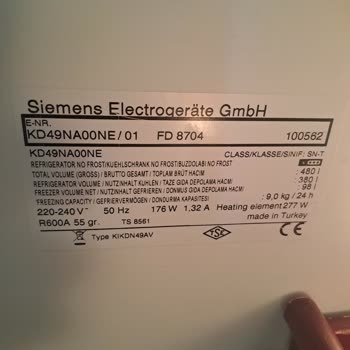 Siemens Electrogeräte GmbH
E-NR.
KD49NA00NE/01 FD 8704 100562
KD49NA00NE CLASS/KLASSE/SINIF: SN-T
REFRIGERATOR NO FROST/KUEHLSCHRANK NO FROST/BUZDOLABI NO FROST
TOTAL VOLUME (GROSS) / BRUTTO GESAMT / TOPLAM BRÜT HACIM : 480 l
REFRIGERATOR VOLUME / NUTZINHALT KUHLEN / TAZE GIDA DEPOLAMA HACMI : 380 l
FREEZER VOLUME NET/NUTZINHALT GEFRIEREN / DONMUS GIDA DEPOLAMA HACMI : 98 l
FREEZING CAPACITY/GEFRIERVERMÖGEN/DONDURMA KAPASITESI : 9,0 kg / 24 h
220-240 V~ 50 Hz 176 W 1,32 A Heating element 277 W
R600A 55 gr. TS 8561 made in Turkey
Type KIKDN49AV TSE CE